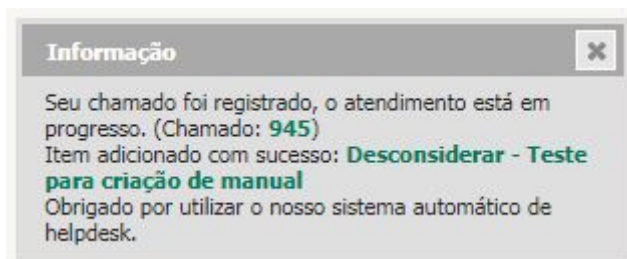 Informação
Seu chamado foi registrado, o atendimento está em
progresso. (Chamado: 945)
Item adicionado com sucesso: Desconsiderar - Teste
para criação de manual
Obrigado por utilizar o nosso sistema automático de
helpdesk.